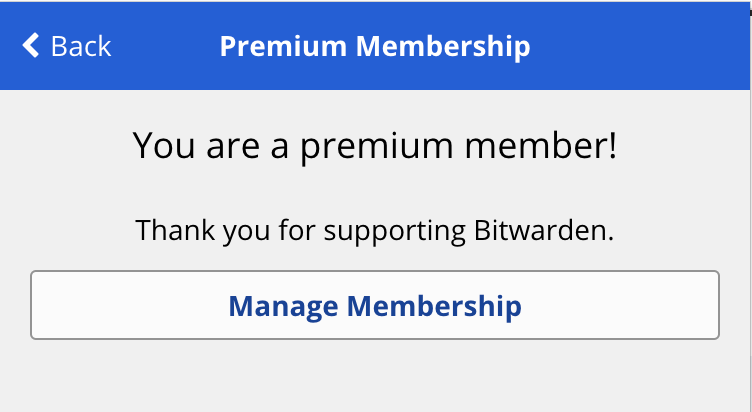 Back
Premium Membership
You are a premium member!
Thank you for supporting Bitwarden.
Manage Membership